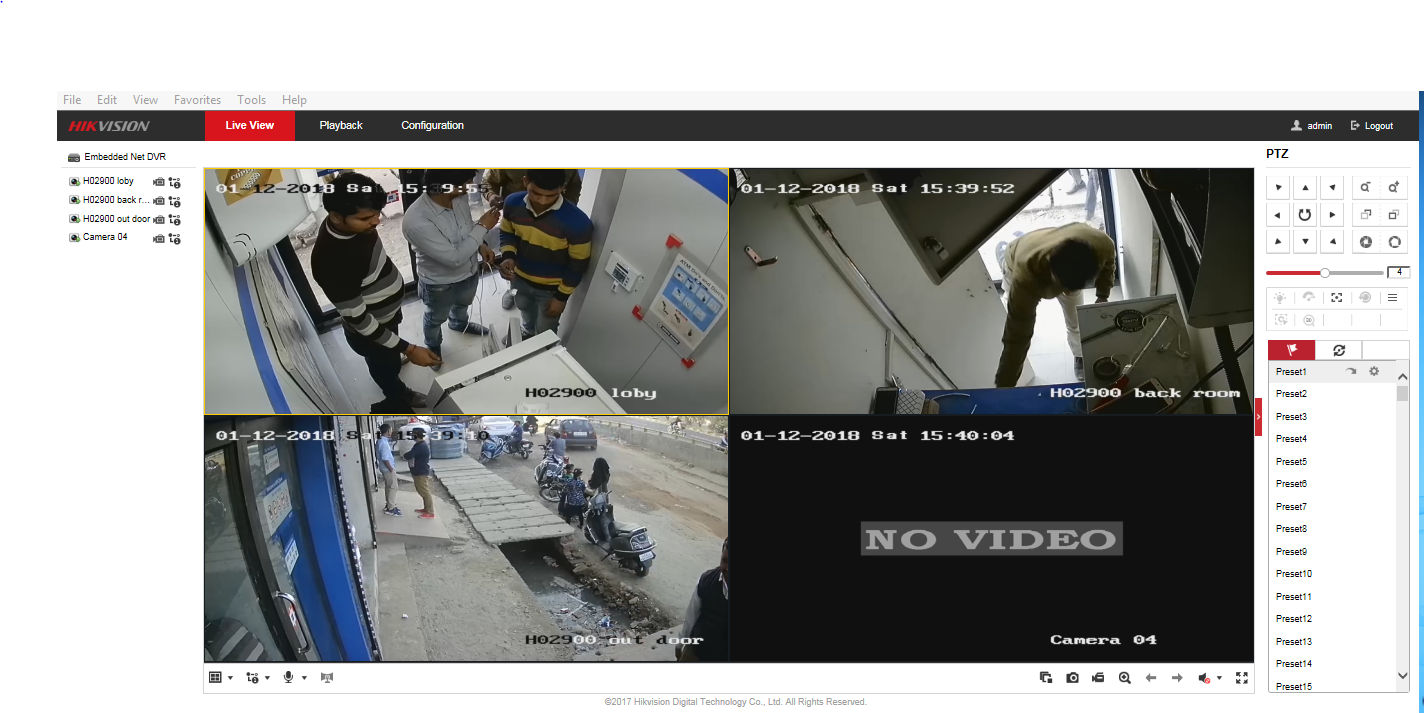 File Edit View Favorites Tools Help
HIKVISION Live View Playback Configuration admin Logout
Embedded Net DVR
H02900 loby
H02900 back r...
H02900 out door
Camera 04
01-12-2018 Sat 15:39:55
H02900 loby
01-12-2018 Sat 15:39:52
H02900 back room
01-12-2018 Sat 15:39:10
H02900 out door
01-12-2018 Sat 15:40:04
NO VIDEO
Camera 04
PTZ
4
Preset1
Preset2
Preset3
Preset4
Preset5
Preset6
Preset7
Preset8
Preset9
Preset10
Preset11
Preset12
Preset13
Preset14
Preset15
©2017 Hikvision Digital Technology Co., Ltd. All Rights Reserved.